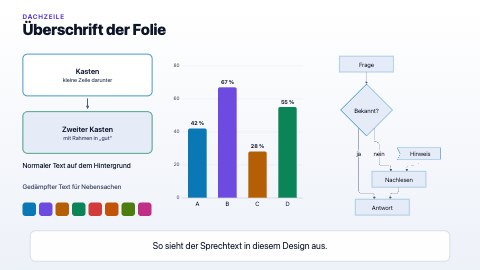 DACHZEILE
Überschrift der Folie
Kasten
kleine Zeile darunter
Zweiter Kasten
mit Rahmen in „gut“
Normaler Text auf dem Hintergrund
Gedämpfter Text für Nebensachen
80
60
40
20
0
42 %
67 %
28 %
55 %
A
B
C
D
Frage
Bekannt?
ja
nein
Hinweis
Nachlesen
Antwort
So sieht der Sprechtext in diesem Design aus.